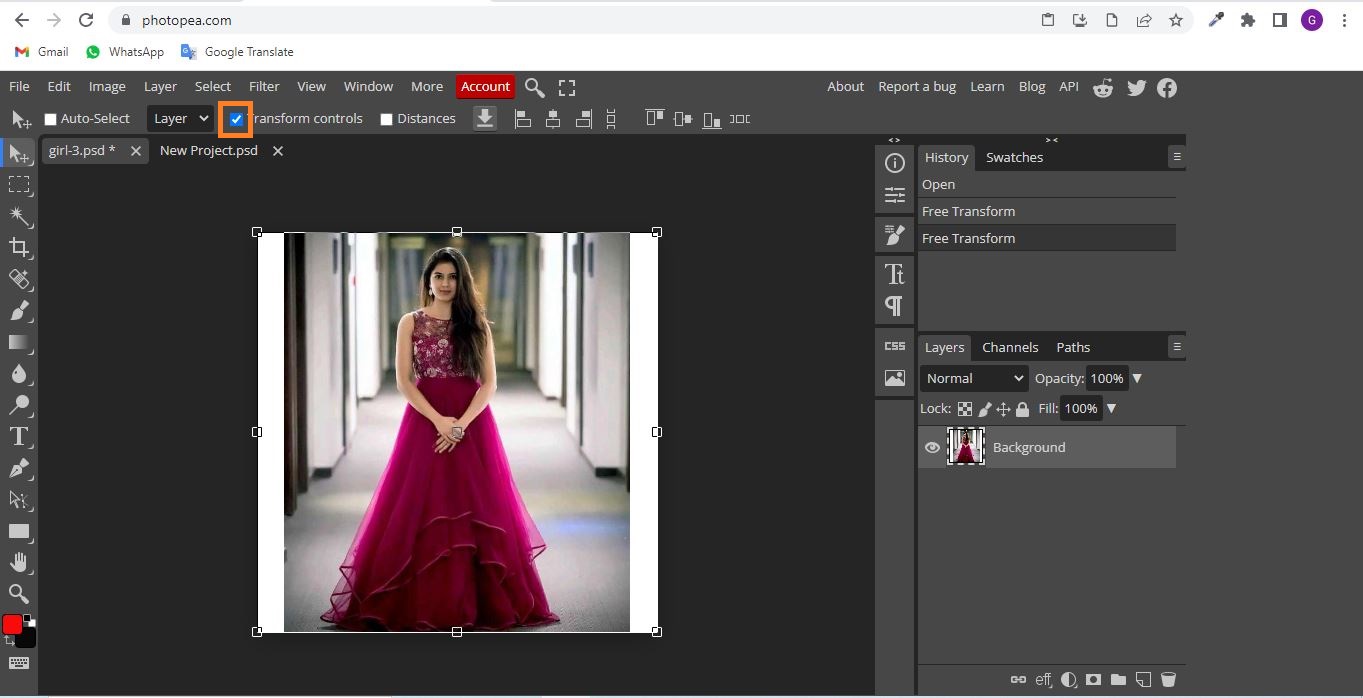 photopea.com
G
Gmail WhatsApp Google Translate
File Edit Image Layer Select Filter View Window More Account About Report a bug Learn Blog API
Auto-Select Layer Transform controls Distances
girl-3.psd * New Project.psd
History Swatches
Open
Free Transform
Free Transform
CSS
Layers Channels Paths
Normal Opacity: 100%
Lock: Fill: 100%
Background
eff